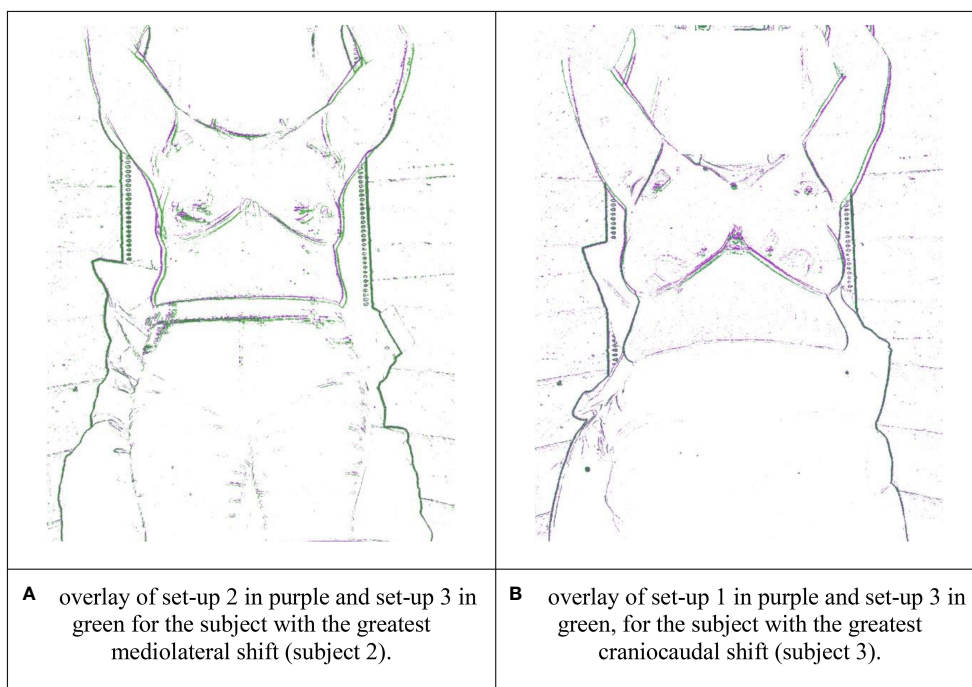 A overlay of set-up 2 in purple and set-up 3 in
green for the subject with the greatest
mediolateral shift (subject 2).
B overlay of set-up 1 in purple and set-up 3 in
green, for the subject with the greatest
craniocaudal shift (subject 3).